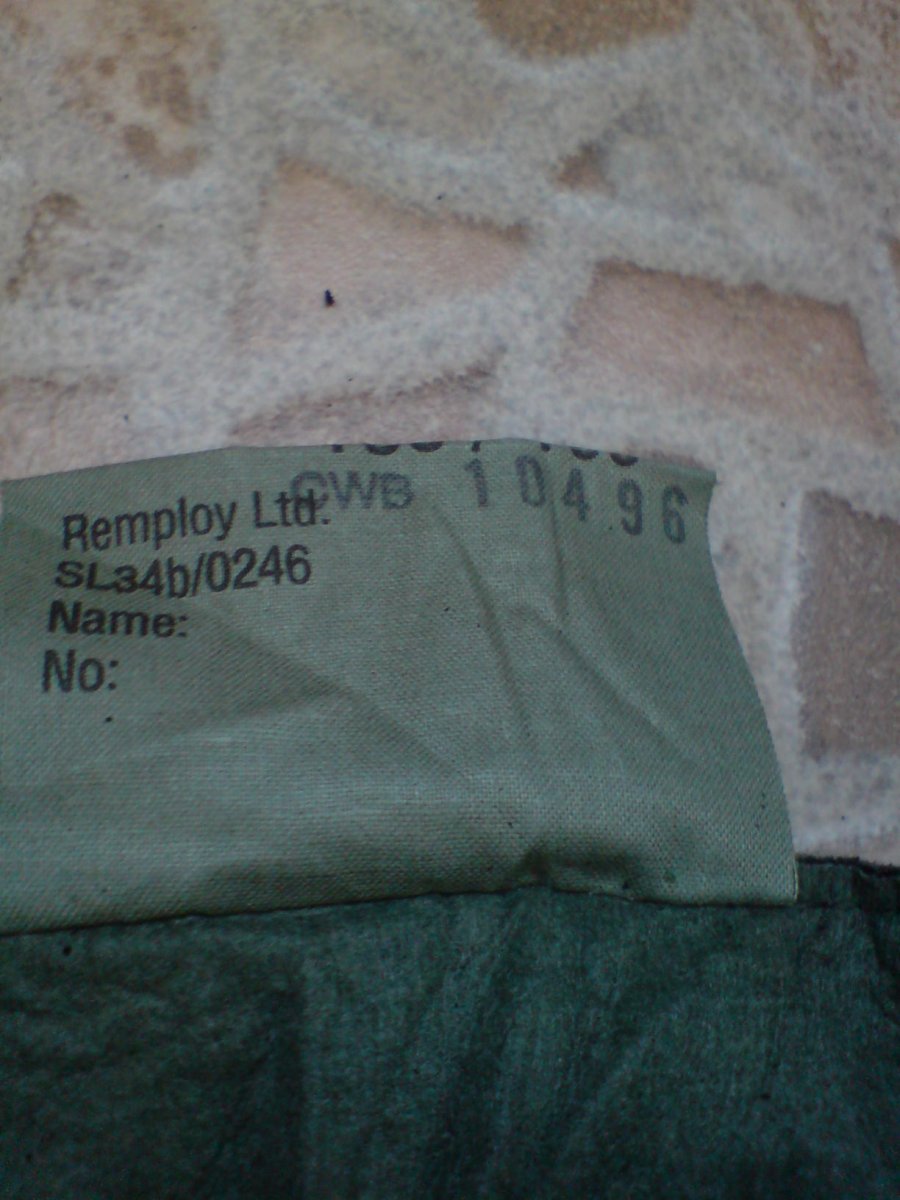 CWB 10496
Remploy Ltd.
SL34b/0246
Name:
No: